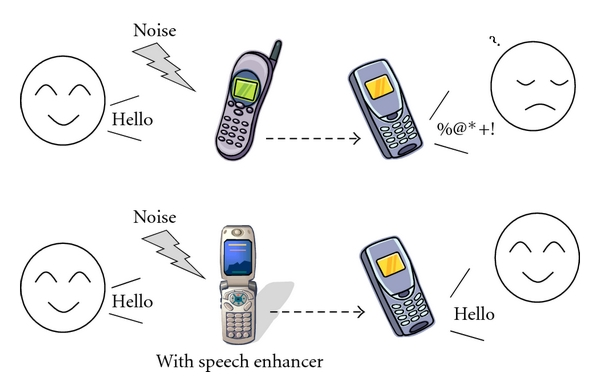 Noise
?.
Hello
%@*+!
Noise
Hello
Hello
With speech enhancer